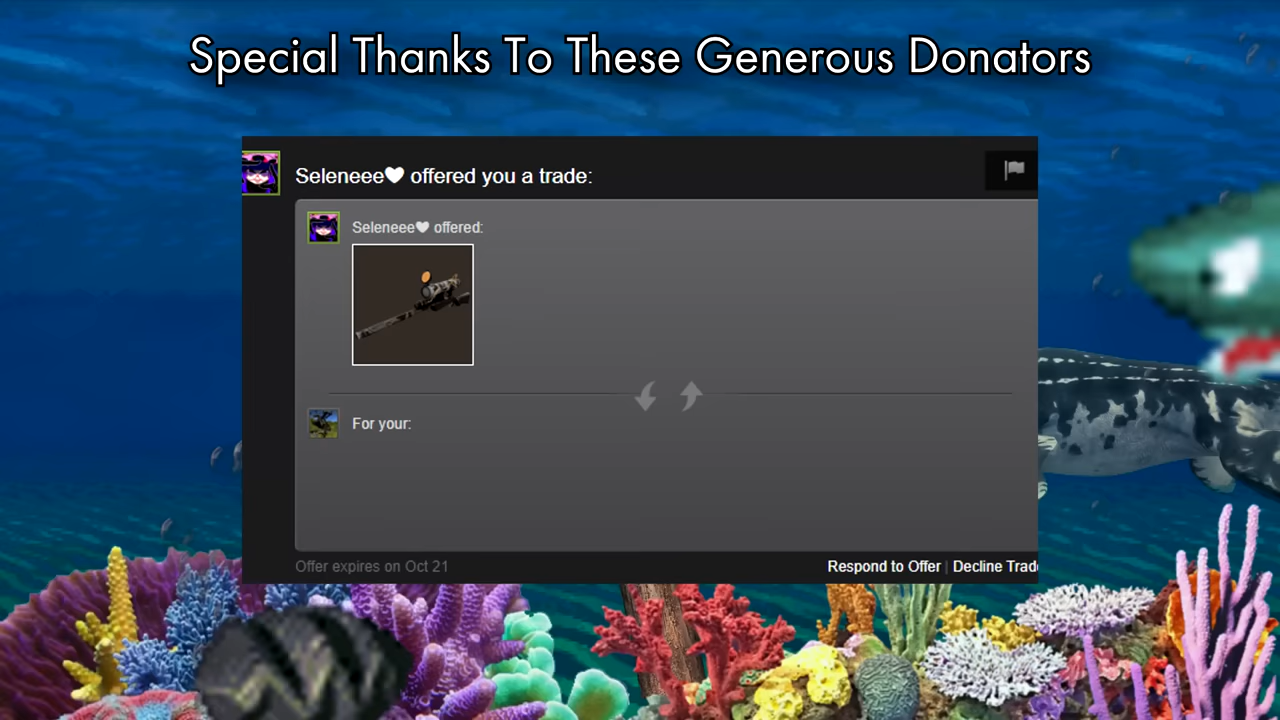 Special Thanks To These Generous Donators
Seleneee♥ offered you a trade:
Seleneee♥ offered:
For your:
Offer expires on Oct 21
Respond to Offer | Decline Trad